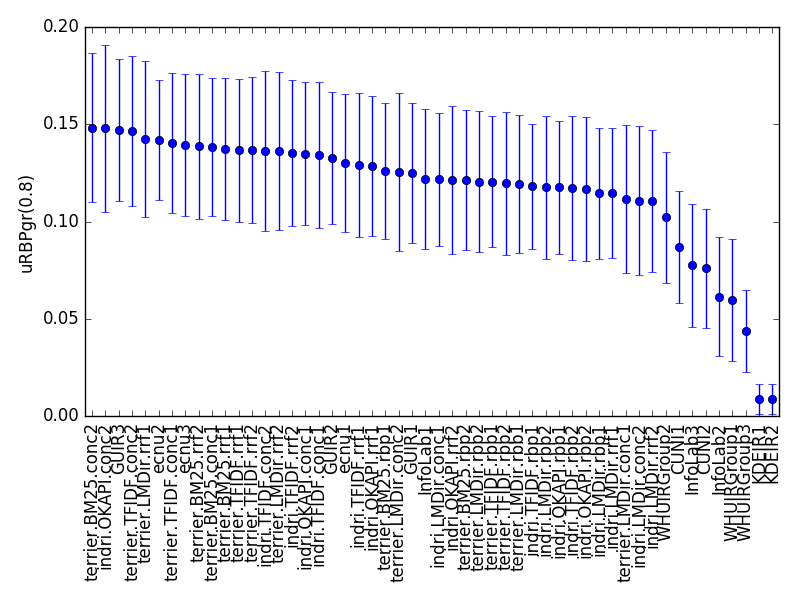 0.20
0.15
0.10
0.05
0.00
uRBPgr(0.8)
terrier.BM25.conc2
indri.OKAPI.conc2
GUIR3
terrier.TFIDF.conc2
terrier.LMDir.rrf1
ecnu2
terrier.TFIDF.conc1
ecnu3
terrier.BM25.rrf2
terrier.BM25.conc1
terrier.BM25.rrf1
terrier.TFIDF.rrf1
terrier.TFIDF.rrf2
indri.TFIDF.conc2
terrier.LMDir.rrf2
indri.TFIDF.rrf2
indri.OKAPI.conc1
indri.TFIDF.conc1
GUIR2
ecnu1
indri.TFIDF.rrf1
indri.OKAPI.rrf1
terrier.BM25.rbp1
terrier.LMDir.conc2
GUIR1
InfoLab1
indri.LMDir.conc1
indri.OKAPI.rrf2
terrier.BM25.rbp2
terrier.LMDir.rbp2
terrier.TFIDF.rbp1
terrier.TFIDF.rbp2
terrier.LMDir.rbp1
indri.TFIDF.rbp1
indri.LMDir.rbp2
indri.OKAPI.rbp1
indri.TFIDF.rbp2
indri.OKAPI.rbp2
indri.LMDir.rbp1
indri.LMDir.rrf1
terrier.LMDir.conc1
indri.LMDir.conc2
indri.LMDir.rrf2
WHUIRGroup2
CUNI1
InfoLab3
CUNI2
InfoLab2
WHUIRGroup1
WHUIRGroup3
KDEIR1
KDEIR2